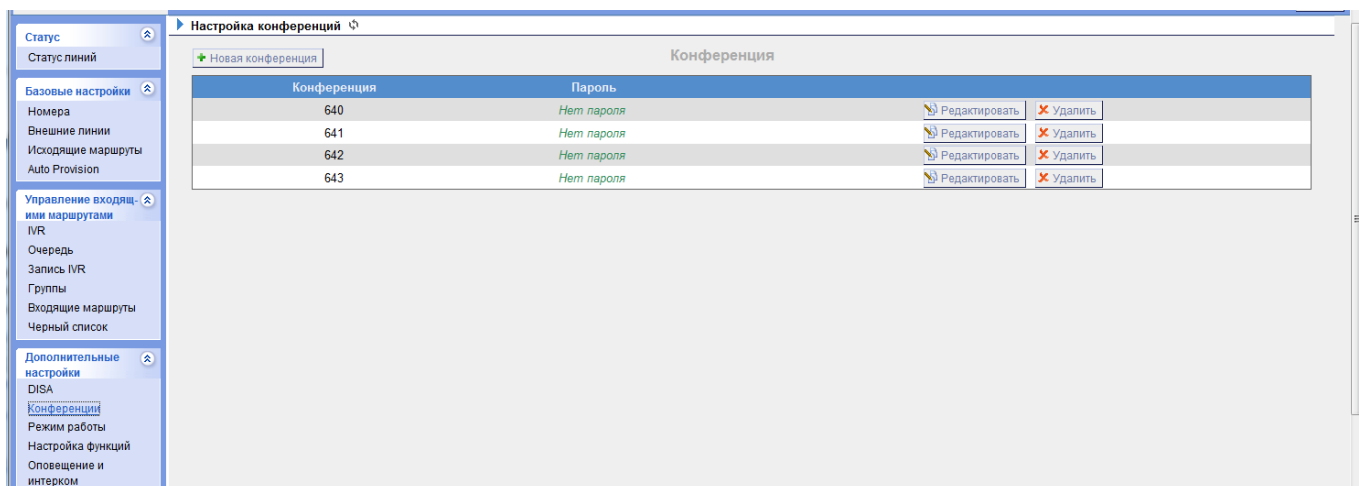 Статус
Статус линий
Базовые настройки
Номера
Внешние линии
Исходящие маршруты
Auto Provision
Управление входящ-
ими маршрутами
IVR
Очередь
Запись IVR
Группы
Входящие маршруты
Черный список
Дополнительные
настройки
DISA
Конференции
Режим работы
Настройка функций
Оповещение и
интерком
Настройка конференций
Новая конференция
Конференция
Конференция Пароль
640 Нет пароля Редактировать Удалить
641 Нет пароля Редактировать Удалить
642 Нет пароля Редактировать Удалить
643 Нет пароля Редактировать Удалить